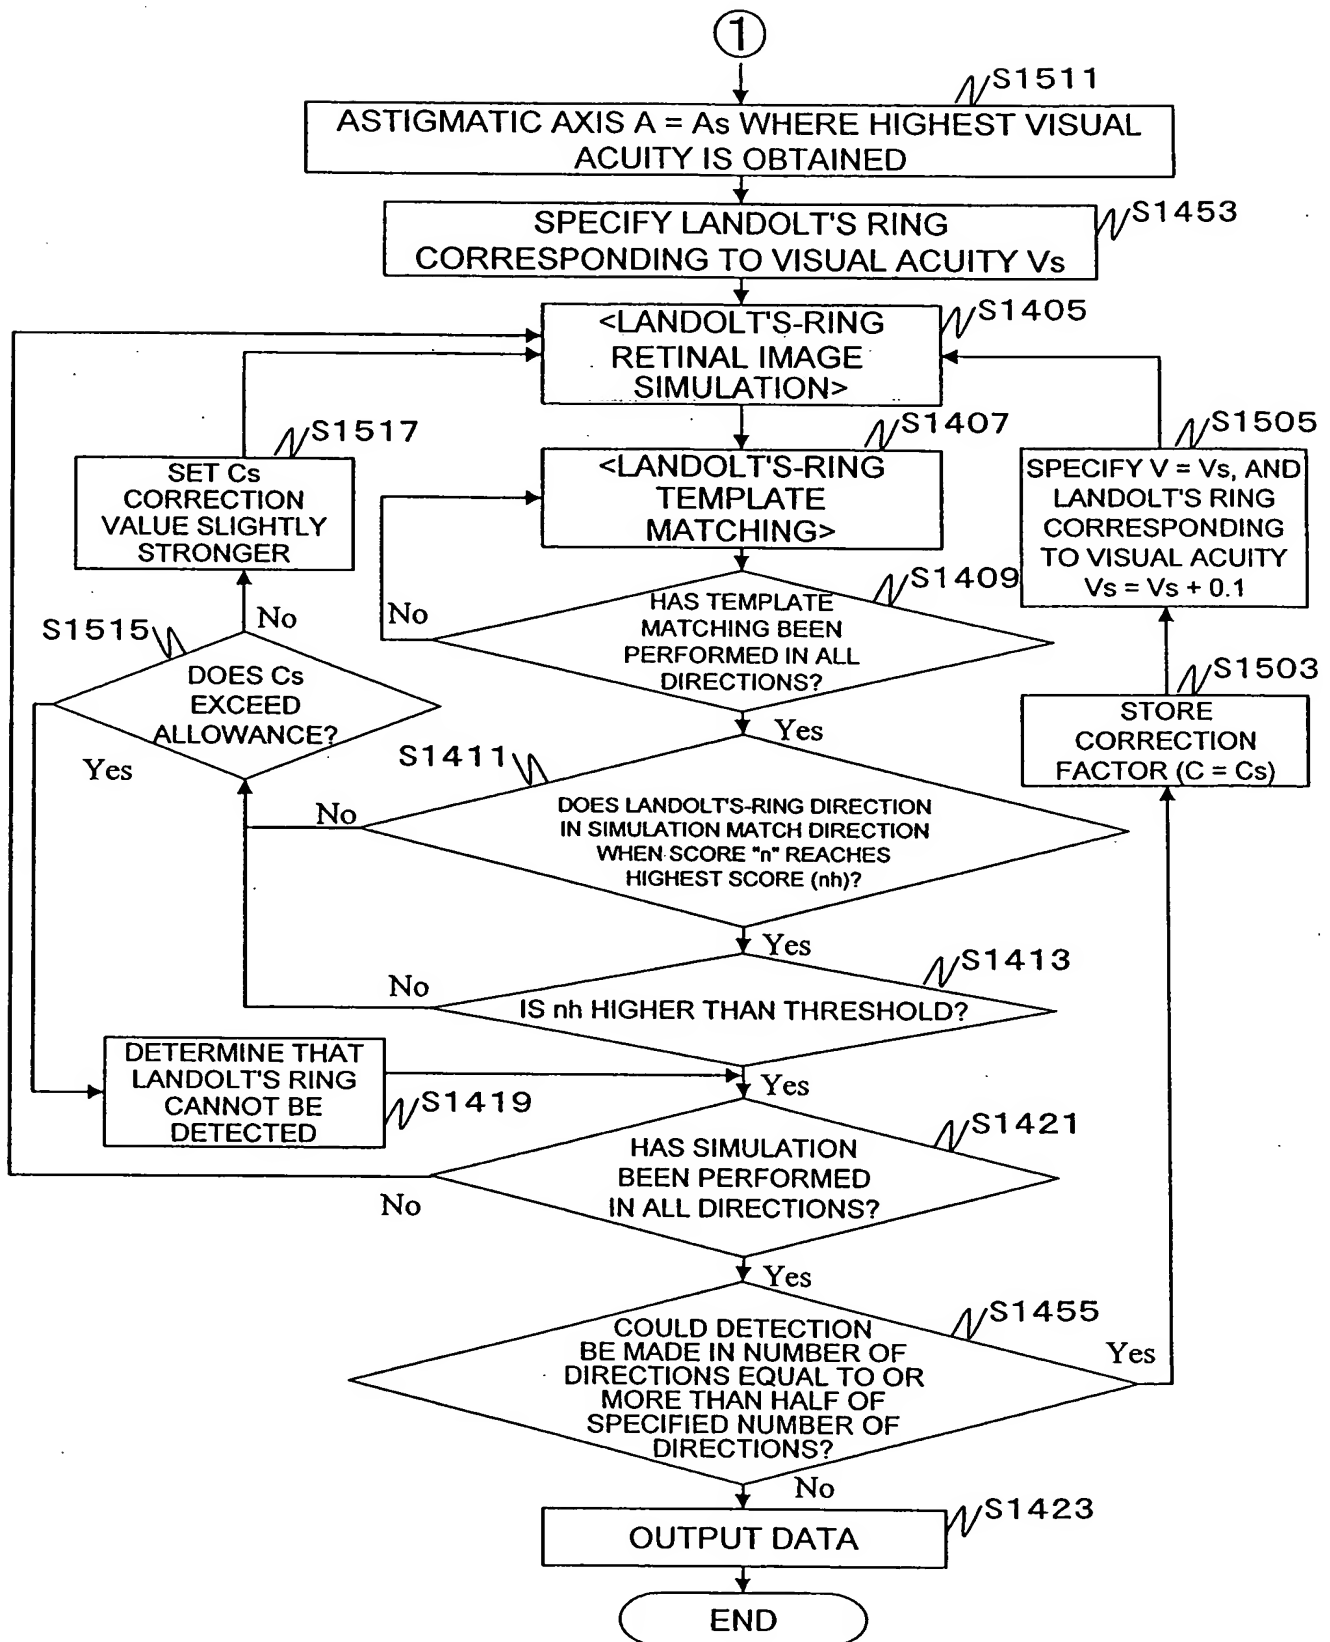 1
S1511
ASTIGMATIC AXIS A = As WHERE HIGHEST VISUAL
ACUITY IS OBTAINED
S1453
SPECIFY LANDOLT'S RING
CORRESPONDING TO VISUAL ACUITY Vs
S1405
<LANDOLT'S-RING
RETINAL IMAGE
SIMULATION>
S1517
SET Cs
CORRECTION
VALUE SLIGHTLY
STRONGER
S1407
<LANDOLT'S-RING
TEMPLATE
MATCHING>
S1505
SPECIFY V = Vs, AND
LANDOLT'S RING
CORRESPONDING
TO VISUAL ACUITY
Vs = Vs + 0.1
S1409
No
HAS TEMPLATE
MATCHING BEEN
PERFORMED IN ALL
DIRECTIONS?
Yes
S1515
No
DOES Cs
EXCEED
ALLOWANCE?
Yes
S1503
STORE
CORRECTION
FACTOR (C = Cs)
S1411
No
DOES LANDOLT'S-RING DIRECTION
IN SIMULATION MATCH DIRECTION
WHEN SCORE "n" REACHES
HIGHEST SCORE (nh)?
Yes
S1413
No
IS nh HIGHER THAN THRESHOLD?
Yes
DETERMINE THAT
LANDOLT'S RING
CANNOT BE
DETECTED
S1419
S1421
HAS SIMULATION
BEEN PERFORMED
IN ALL DIRECTIONS?
No
Yes
S1455
COULD DETECTION
BE MADE IN NUMBER OF
DIRECTIONS EQUAL TO OR
MORE THAN HALF OF
SPECIFIED NUMBER OF
DIRECTIONS?
Yes
No
S1423
OUTPUT DATA
END